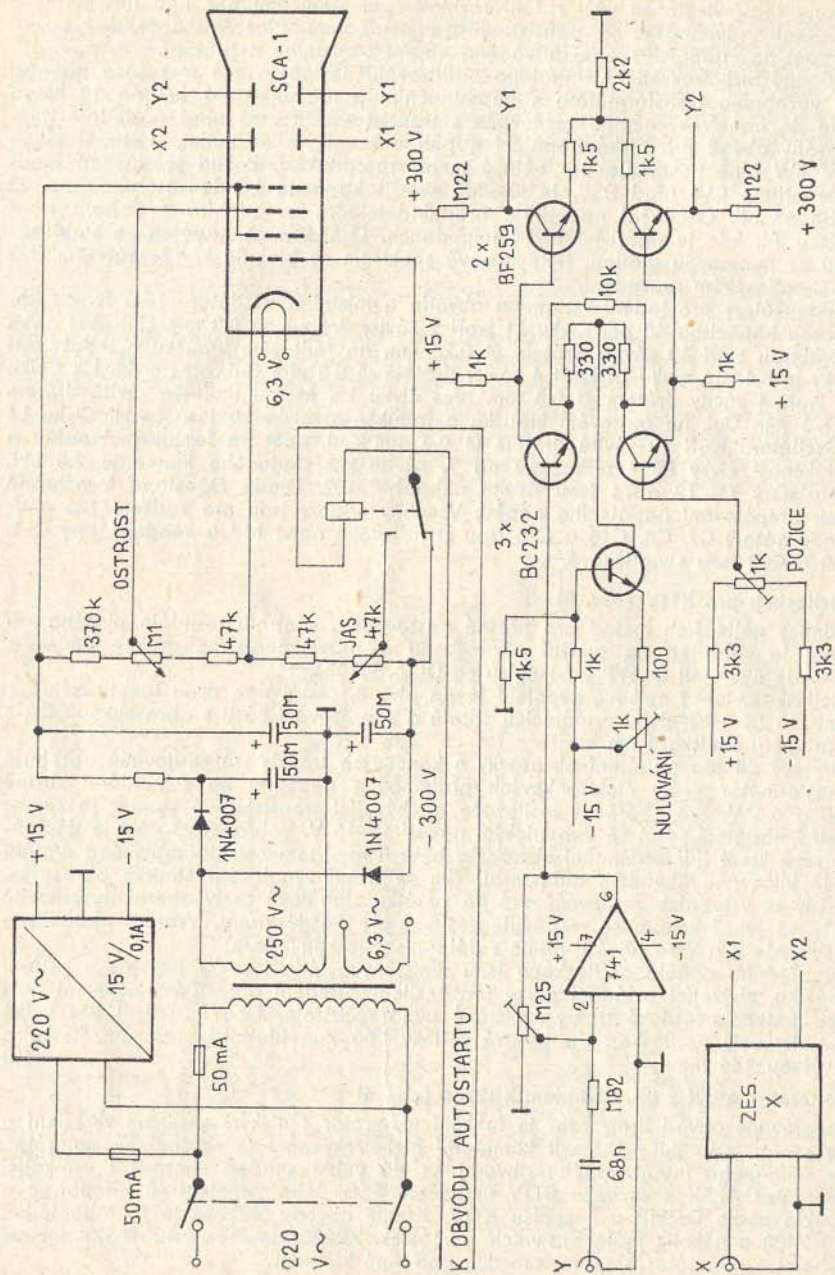 220 V~
15 V/0,1A
+15 V
-15 V
50 mA
50 mA
220 V~
250 V~
6,3 V~
K OBVODU AUTOSTARTU
1N4007
1N4007
+
50M
+
50M
-300 V
370k
M1
OSTROST
47k
47k
JAS
47k
6,3 V~
SCA-1
X2
Y2
X1
Y1
Y
68n
M82
M25
2
741
7
+15 V
6
4
-15 V
-15 V
1k
NULOVÁNÍ
1k5
1k
100
3 x
BC232
+15 V
1k
330
330
10k
1k
+15 V
+15 V
3k3
1k
POZICE
-15 V
3k3
2 x
BF259
+300 V
M22
Y1
1k5
1k5
2k2
Y2
M22
+300 V
X
ZES.
X
X1
X2